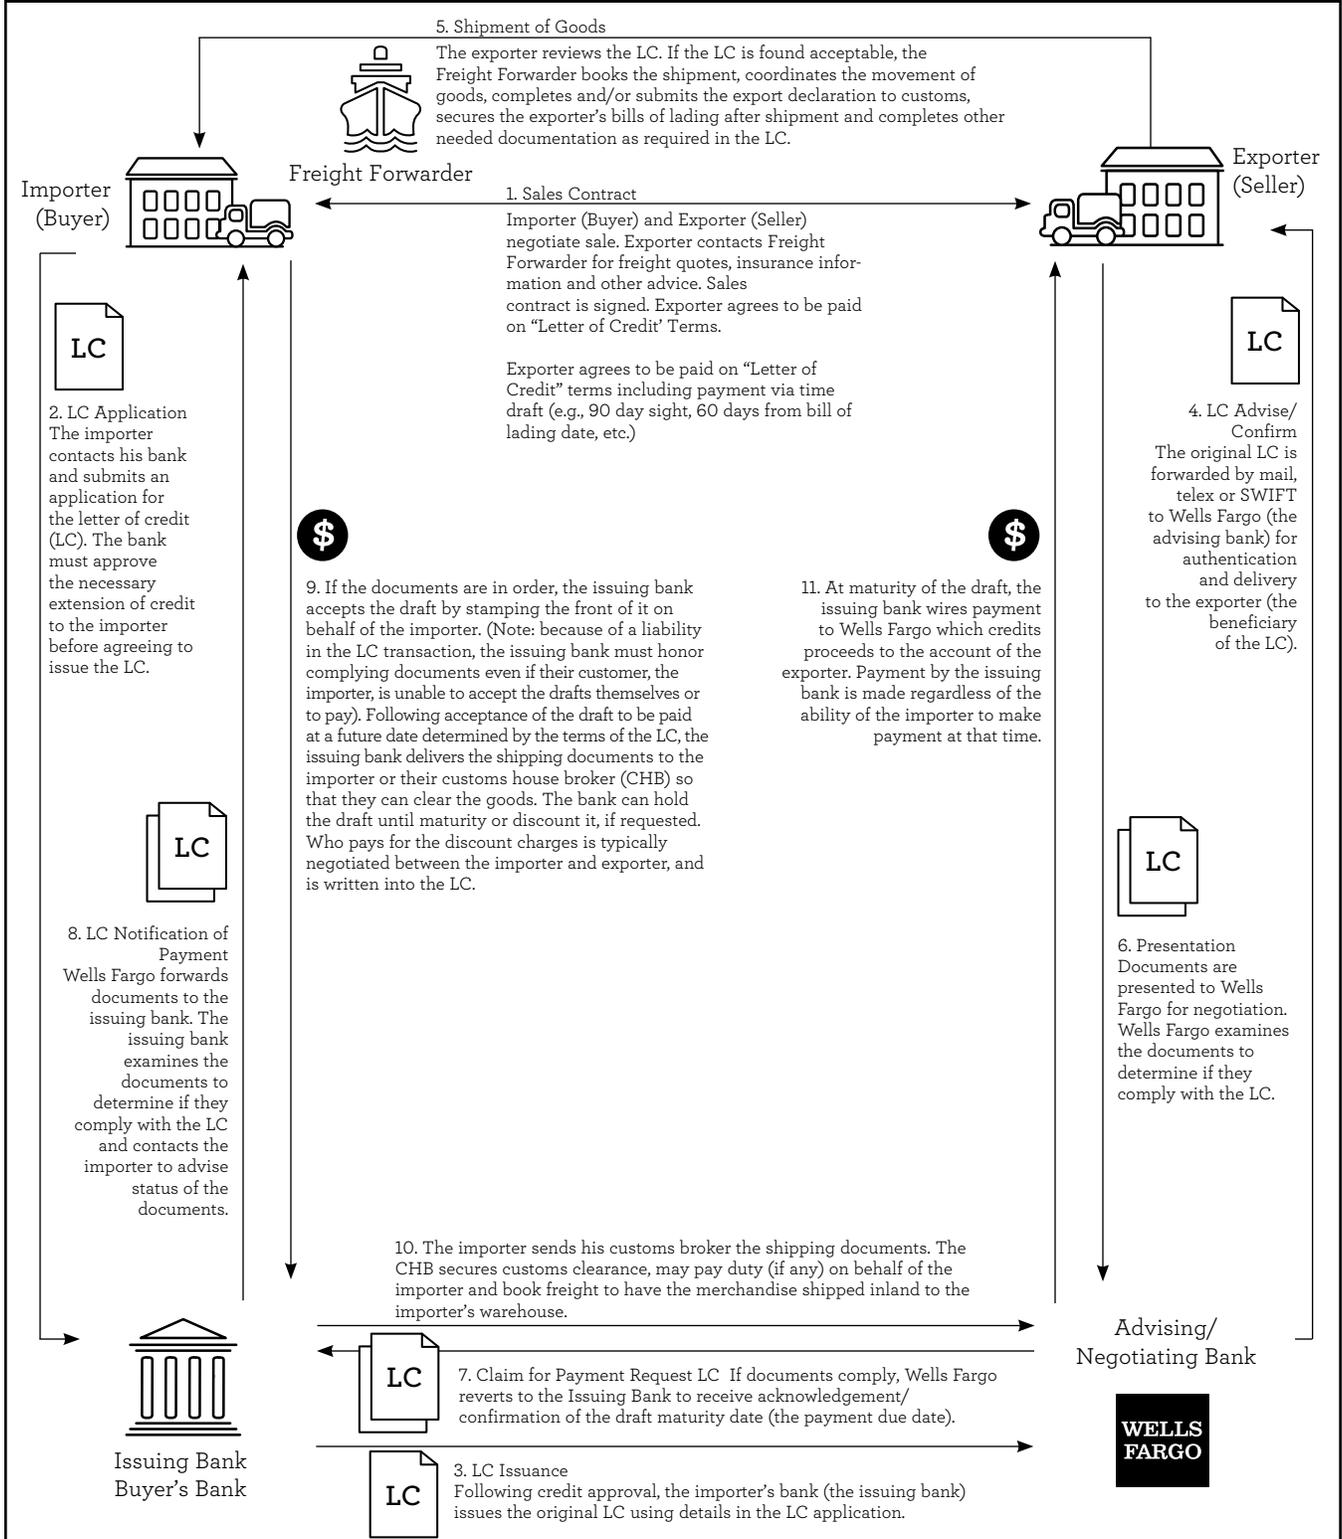 5. Shipment of Goods
The exporter reviews the LC. If the LC is found acceptable, the
Freight Forwarder books the shipment, coordinates the movement of
goods, completes and/or submits the export declaration to customs,
secures the exporter's bills of lading after shipment and completes other
needed documentation as required in the LC.
Freight Forwarder
Importer
(Buyer)
Exporter
(Seller)
1. Sales Contract
Importer (Buyer) and Exporter (Seller)
negotiate sale. Exporter contacts Freight
Forwarder for freight quotes, insurance infor-
mation and other advice. Sales
contract is signed. Exporter agrees to be paid
on “Letter of Credit’ Terms.
Exporter agrees to be paid on “Letter of
Credit” terms including payment via time
draft (e.g., 90 day sight, 60 days from bill of
lading date, etc.)
LC
2. LC Application
The importer
contacts his bank
and submits an
application for
the letter of credit
(LC). The bank
must approve
the necessary
extension of credit
to the importer
before agreeing to
issue the LC.
LC
4. LC Advise/
Confirm
The original LC is
forwarded by mail,
telex or SWIFT
to Wells Fargo (the
advising bank) for
authentication
and delivery
to the exporter (the
beneficiary
of the LC).
$
9. If the documents are in order, the issuing bank
accepts the draft by stamping the front of it on
behalf of the importer. (Note: because of a liability
in the LC transaction, the issuing bank must honor
complying documents even if their customer, the
importer, is unable to accept the drafts themselves or
to pay). Following acceptance of the draft to be paid
at a future date determined by the terms of the LC, the
issuing bank delivers the shipping documents to the
importer or their customs house broker (CHB) so
that they can clear the goods. The bank can hold
the draft until maturity or discount it, if requested.
Who pays for the discount charges is typically
negotiated between the importer and exporter, and
is written into the LC.
$
11. At maturity of the draft, the
issuing bank wires payment
to Wells Fargo which credits
proceeds to the account of the
exporter. Payment by the issuing
bank is made regardless of the
ability of the importer to make
payment at that time.
LC
8. LC Notification of
Payment
Wells Fargo forwards
documents to the
issuing bank. The
issuing bank
examines the
documents to
determine if they
comply with the LC
and contacts the
importer to advise
status of the
documents.
LC
6. Presentation
Documents are
presented to Wells
Fargo for negotiation.
Wells Fargo examines
the documents to
determine if they
comply with the LC.
10. The importer sends his customs broker the shipping documents. The
CHB secures customs clearance, may pay duty (if any) on behalf of the
importer and book freight to have the merchandise shipped inland to the
importer's warehouse.
LC
7. Claim for Payment Request LC  If documents comply, Wells Fargo
reverts to the Issuing Bank to receive acknowledgement/
confirmation of the draft maturity date (the payment due date).
LC
3. LC Issuance
Following credit approval, the importer's bank (the issuing bank)
issues the original LC using details in the LC application.
Issuing Bank
Buyer's Bank
Advising/
Negotiating Bank
WELLS
FARGO